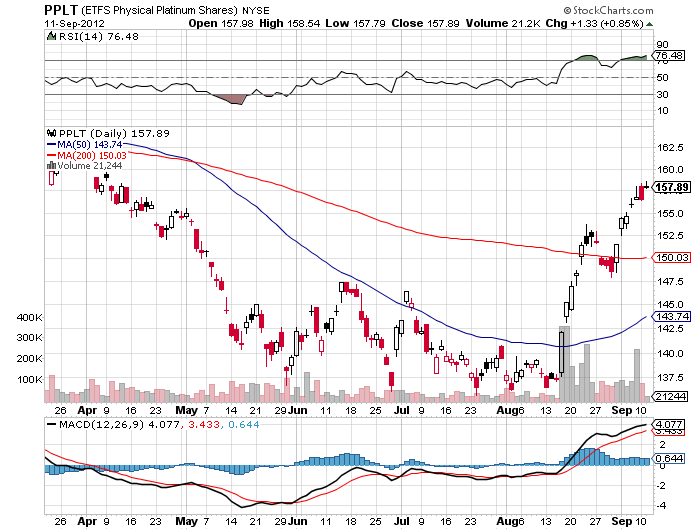 PPLT (ETFS Physical Platinum Shares) NYSE © StockCharts.com
11-Sep-2012 Open 157.98 High 158.54 Low 157.79 Close 157.89 Volume 21.2K Chg +1.33 (+0.85%)
RSI(14) 76.48
90
76.48
70
50
30
10
PPLT (Daily) 157.89
MA(50) 143.74
MA(200) 150.03
Volume 21,244
162.5
160.0
157.89
155.0
152.5
150.03
147.5
145.0
143.74
142.5
140.0
137.5
21244
400K
300K
200K
100K
26 Apr 9 16 23 May 7 14 21 29 Jun 11 18 25 Jul 9 16 23 Aug 6 13 20 27 Sep 10
MACD(12,26,9) 4.077, 3.433, 0.644
4.077
3.433
2
0.644
0
-2
-4
26 Apr 9 16 23 May 7 14 21 29 Jun 11 18 25 Jul 9 16 23 Aug 6 13 20 27 Sep 10